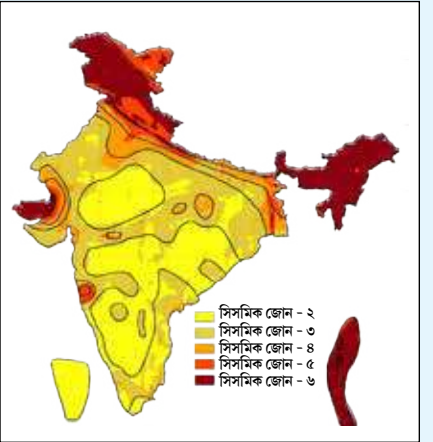 সিসমিক জোন - ২
সিসমিক জোন - ৩
সিসমিক জোন - ৪
সিসমিক জোন - ৫
সিসমিক জোন - ৬